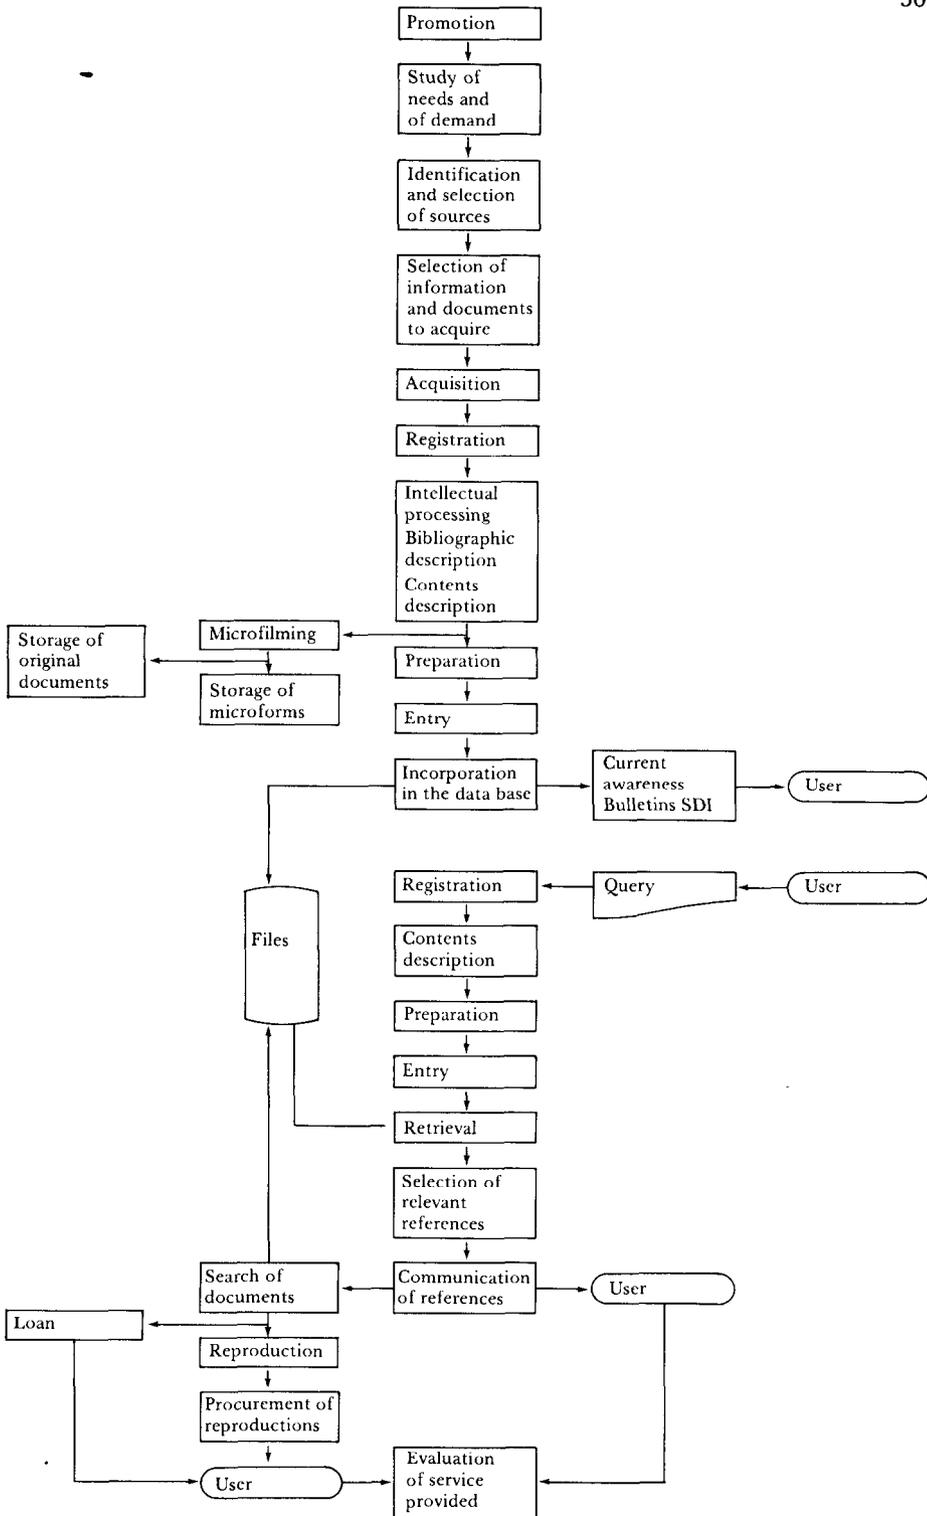 Promotion
Study of
needs and
of demand
Identification
and selection
of sources
Selection of
information
and documents
to acquire
Acquisition
Registration
Intellectual
processing
Bibliographic
description
Contents
description
Microfilming
Storage of
original
documents
Storage of
microforms
Preparation
Entry
Incorporation
in the data base
Current
awareness
Bulletins SDI
User
User
Query
Registration
Files
Contents
description
Preparation
Entry
Retrieval
Selection of
relevant
references
Communication
of references
User
Search of
documents
Loan
Reproduction
Procurement of
reproductions
User
Evaluation
of service
provided